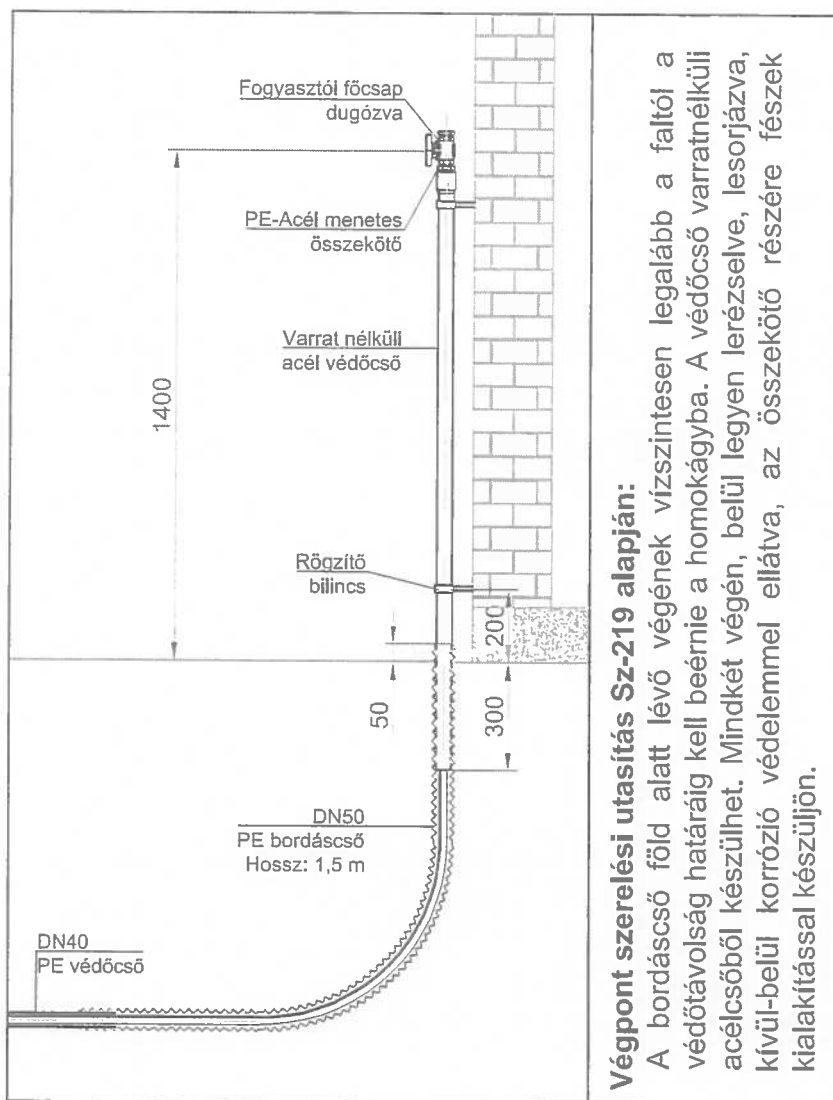 Fogyasztói főcsap
dugózva
PE-Acél menetes
összekötő
Varrat nélküli
acél védőcső
1400
Rögzítő
bilincs
200
50
300
DN50
PE bordáscső
Hossz: 1,5 m
DN40
PE védőcső
Végpont szerelési utasítás Sz-219 alapján:
A bordáscső föld alatt lévő végének vízszintesen legalább a faltól a
védőtávolság határáig kell beérnie a homokágyba. A védőcső varratnélküli
acélcsőből készülhet. Mindkét végén, belül legyen lerézselve, lesorjázva,
kívül-belül korrózió védelemmel ellátva, az összekötő részére fészek
kialakítással készüljön.